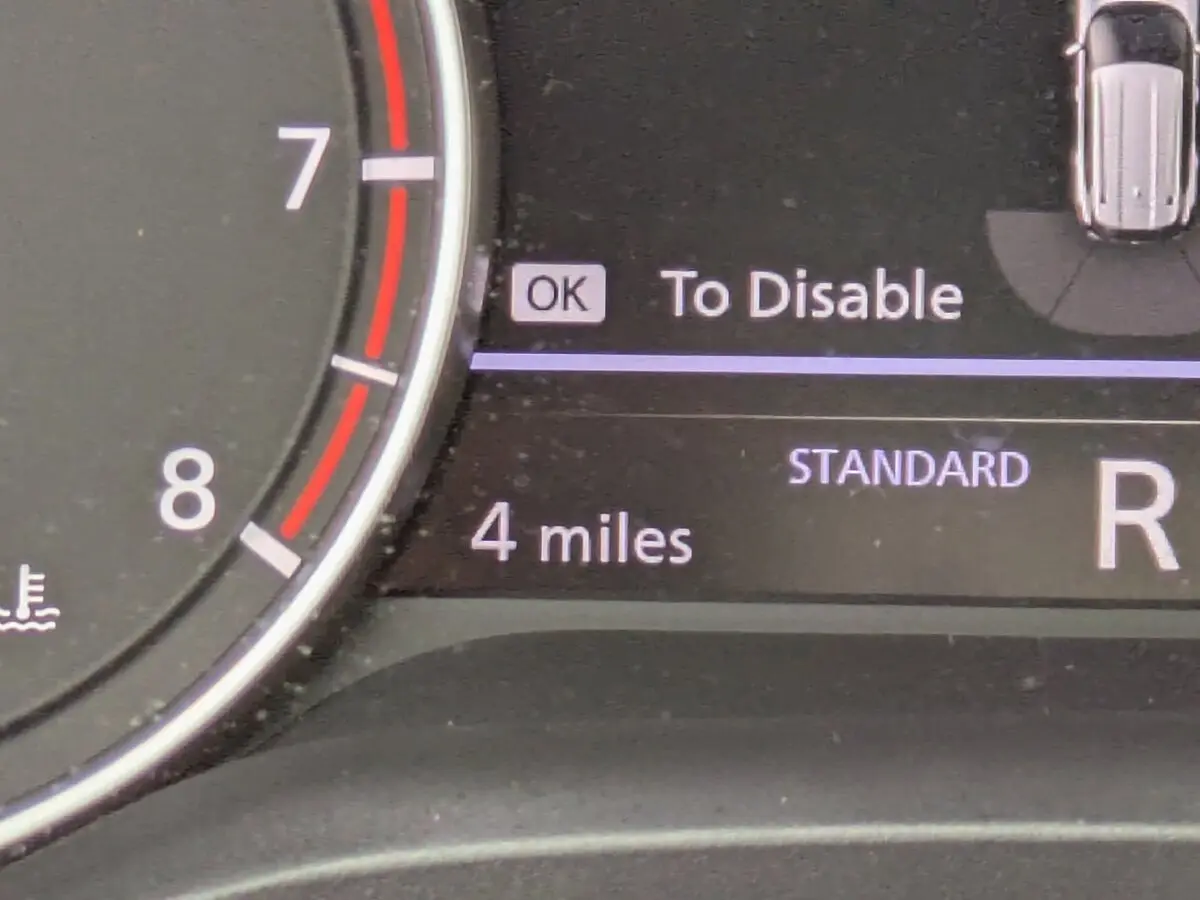 7
OK To Disable
STANDARD
R
8
4 miles